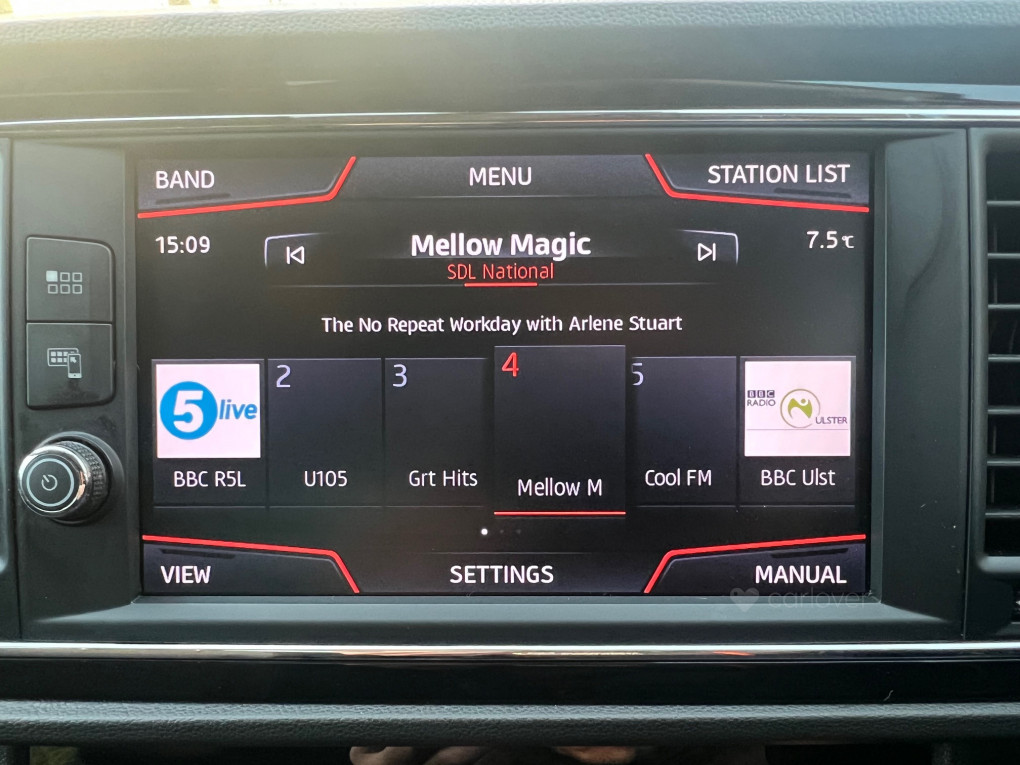 BAND
MENU
STATION LIST
15:09
Mellow Magic
7.5°C
SDL National
The No Repeat Workday with Arlene Stuart
5 live
2
3
4
5
BBC
RADIO
ULSTER
BBC R5L
U105
Grt Hits
Mellow M
Cool FM
BBC Ulst
VIEW
SETTINGS
MANUAL
carlover